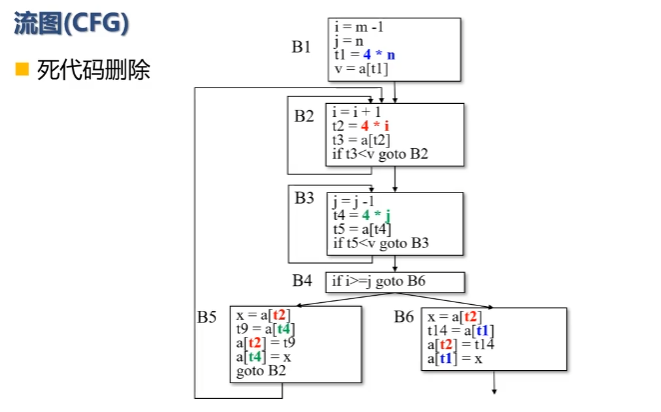 流图(CFG)
死代码删除
B1
i = m -1
j = n
t1 = 4 * n
v = a[t1]
B2
i = i + 1
t2 = 4 * i
t3 = a[t2]
if t3<v goto B2
B3
j = j -1
t4 = 4 * j
t5 = a[t4]
if t5<v goto B3
B4
if i>=j goto B6
B5
x = a[t2]
t9 = a[t4]
a[t2] = t9
a[t4] = x
goto B2
B6
x = a[t2]
t14 = a[t1]
a[t2] = t14
a[t1] = x